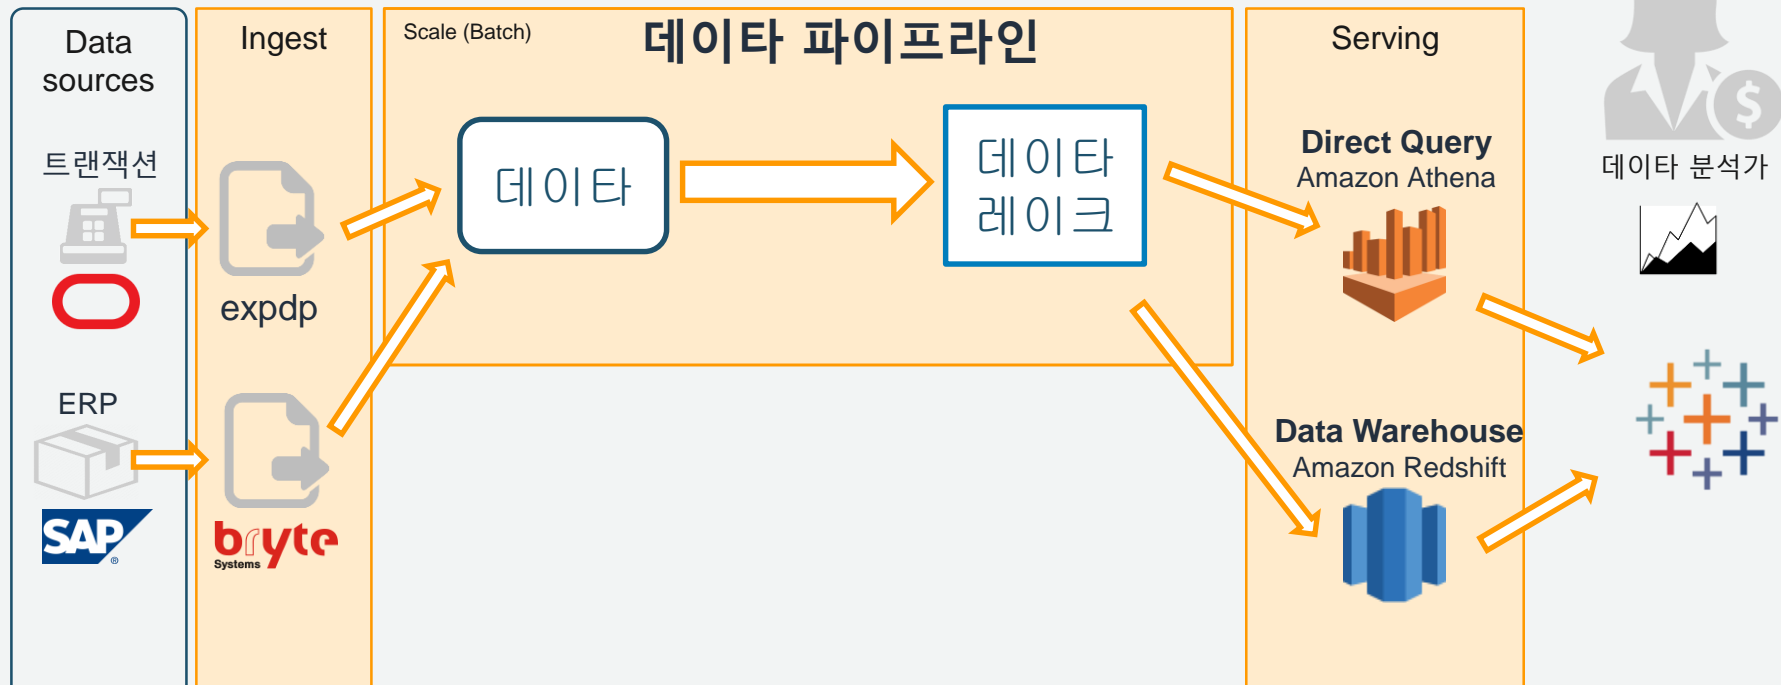 Data
sources
트랜잭션
ERP
SAP
®
Ingest
expdp
bryte
Systems
Scale (Batch)
데이타 파이프라인
데이타
데이타
레이크
Serving
Direct Query
Amazon Athena
Data Warehouse
Amazon Redshift
$
데이타 분석가